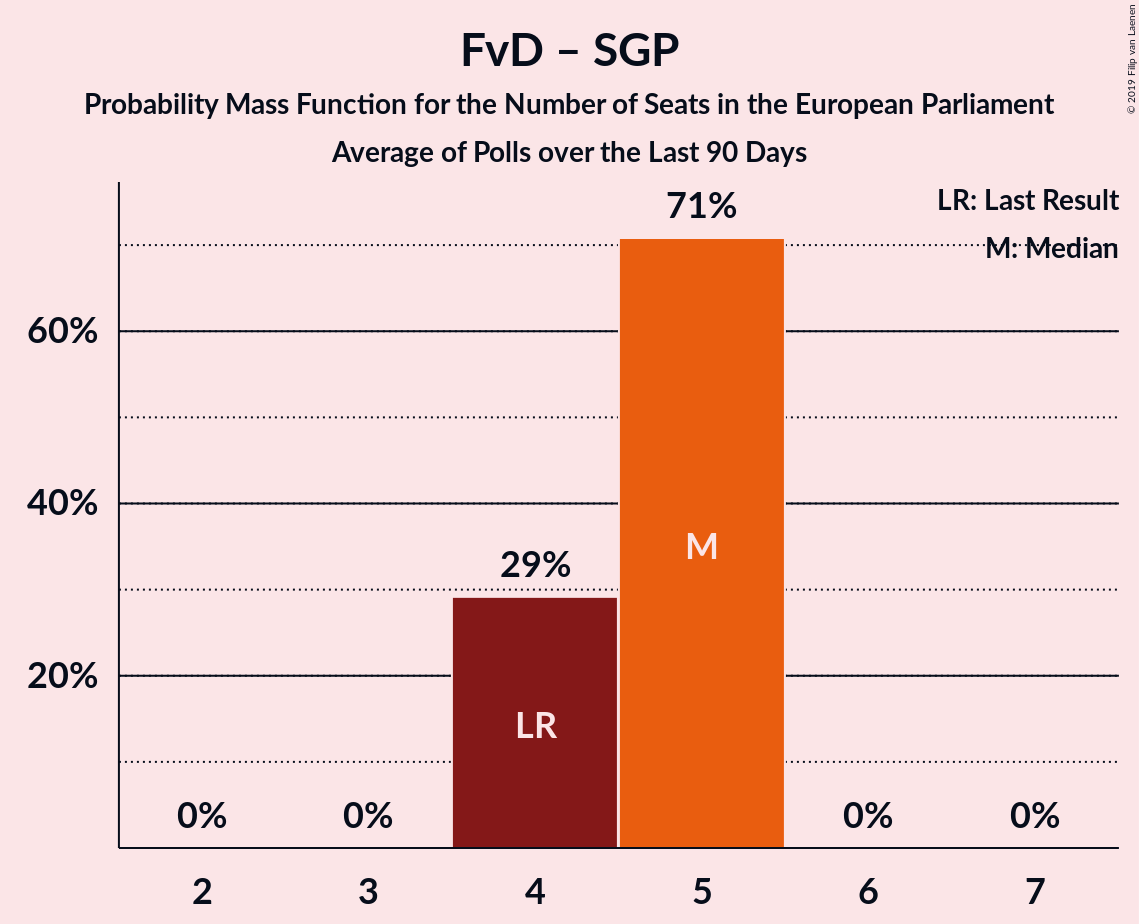 FvD – SGP
Probability Mass Function for the Number of Seats in the European Parliament
Average of Polls over the Last 90 Days
© 2019 Filip van Laenen
LR: Last Result
M: Median
71%
60%
40%
29%
20%
M
LR
0%
0%
0%
0%
2
3
4
5
6
7